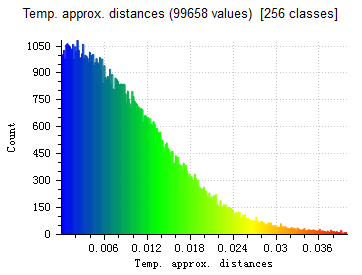 Temp. approx. distances (99658 values) [256 classes]
1050
900
750
600
450
300
150
0
Count
0.006 0.012 0.018 0.024 0.03 0.036
Temp. approx. distances